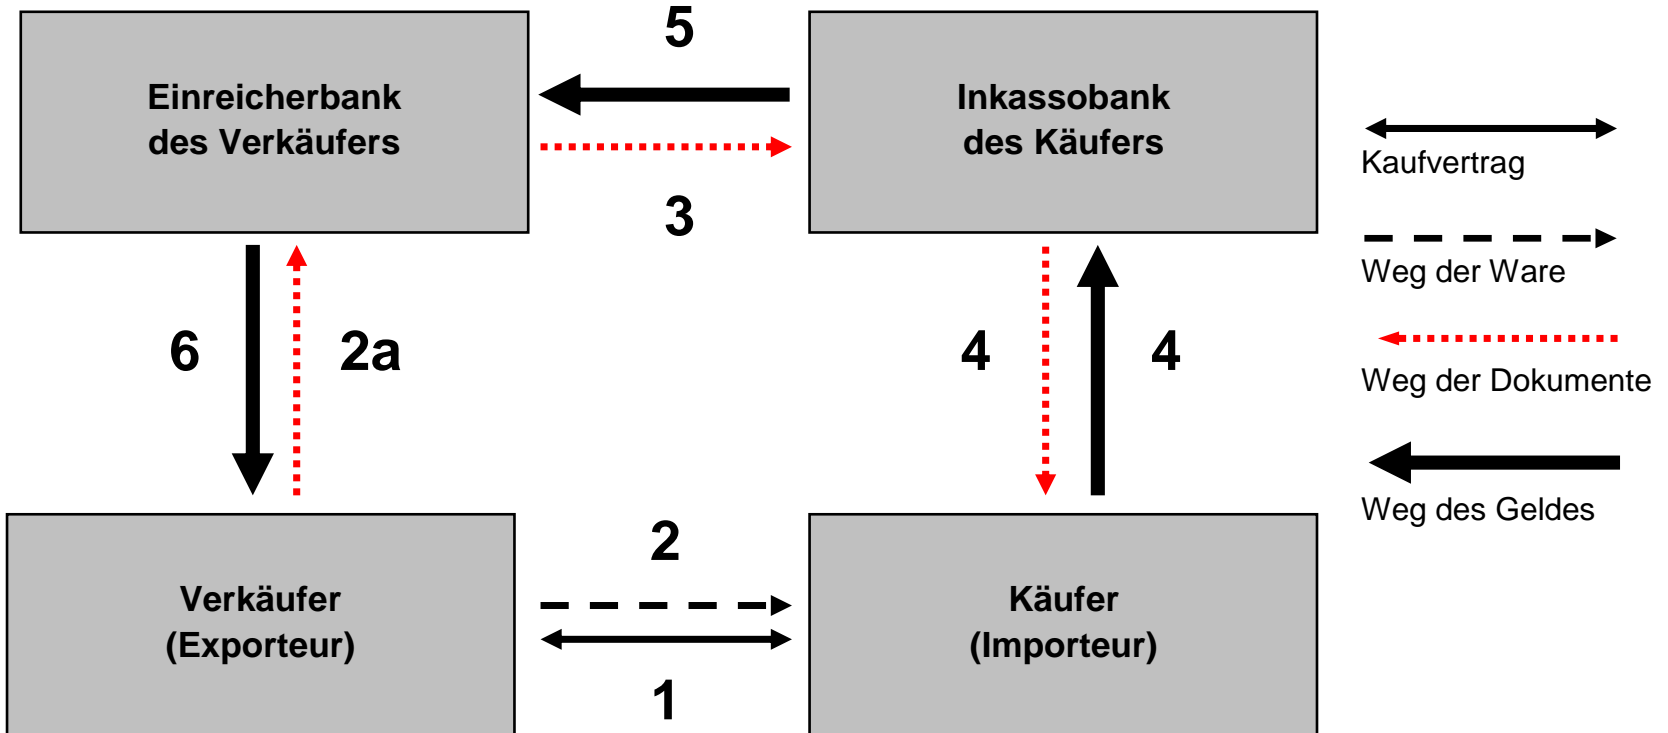 5
Einreicherbank
des Verkäufers
Inkassobank
des Käufers
3
Kaufvertrag
Weg der Ware
6
2a
4
4
Weg der Dokumente
Weg des Geldes
2
Verkäufer
(Exporteur)
Käufer
(Importeur)
1